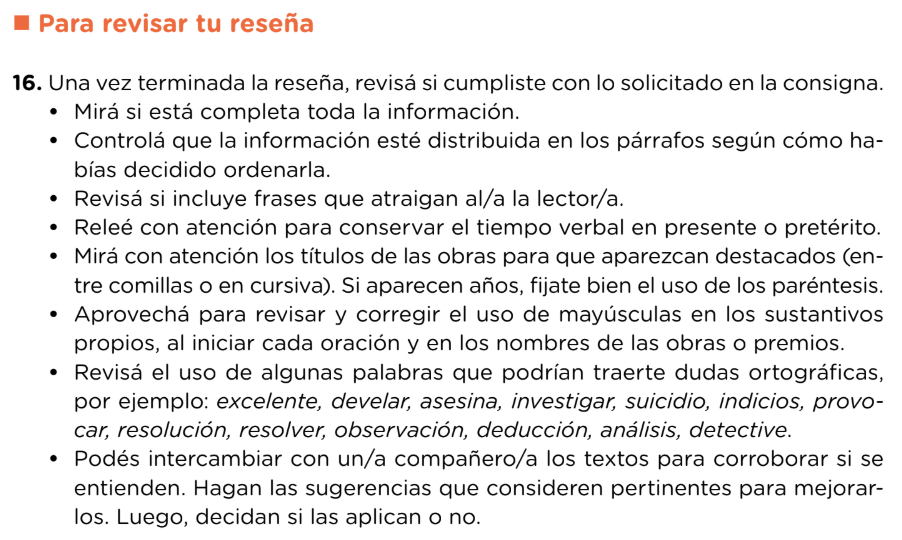 ■ Para revisar tu reseña
16. Una vez terminada la reseña, revisá si cumpliste con lo solicitado en la consigna.
• Mirá si está completa toda la información.
• Controlá que la información esté distribuida en los párrafos según cómo ha-
bías decidido ordenarla.
• Revisá si incluye frases que atraigan al/a la lector/a.
• Releé con atención para conservar el tiempo verbal en presente o pretérito.
• Mirá con atención los títulos de las obras para que aparezcan destacados (en-
tre comillas o en cursiva). Si aparecen años, fijate bien el uso de los paréntesis.
• Aprovechá para revisar y corregir el uso de mayúsculas en los sustantivos
propios, al iniciar cada oración y en los nombres de las obras o premios.
• Revisá el uso de algunas palabras que podrían traerte dudas ortográficas,
por ejemplo: excelente, develar, asesina, investigar, suicidio, indicios, provo-
car, resolución, resolver, observación, deducción, análisis, detective.
• Podés intercambiar con un/a compañero/a los textos para corroborar si se
entienden. Hagan las sugerencias que consideren pertinentes para mejorar-
los. Luego, decidan si las aplican o no.